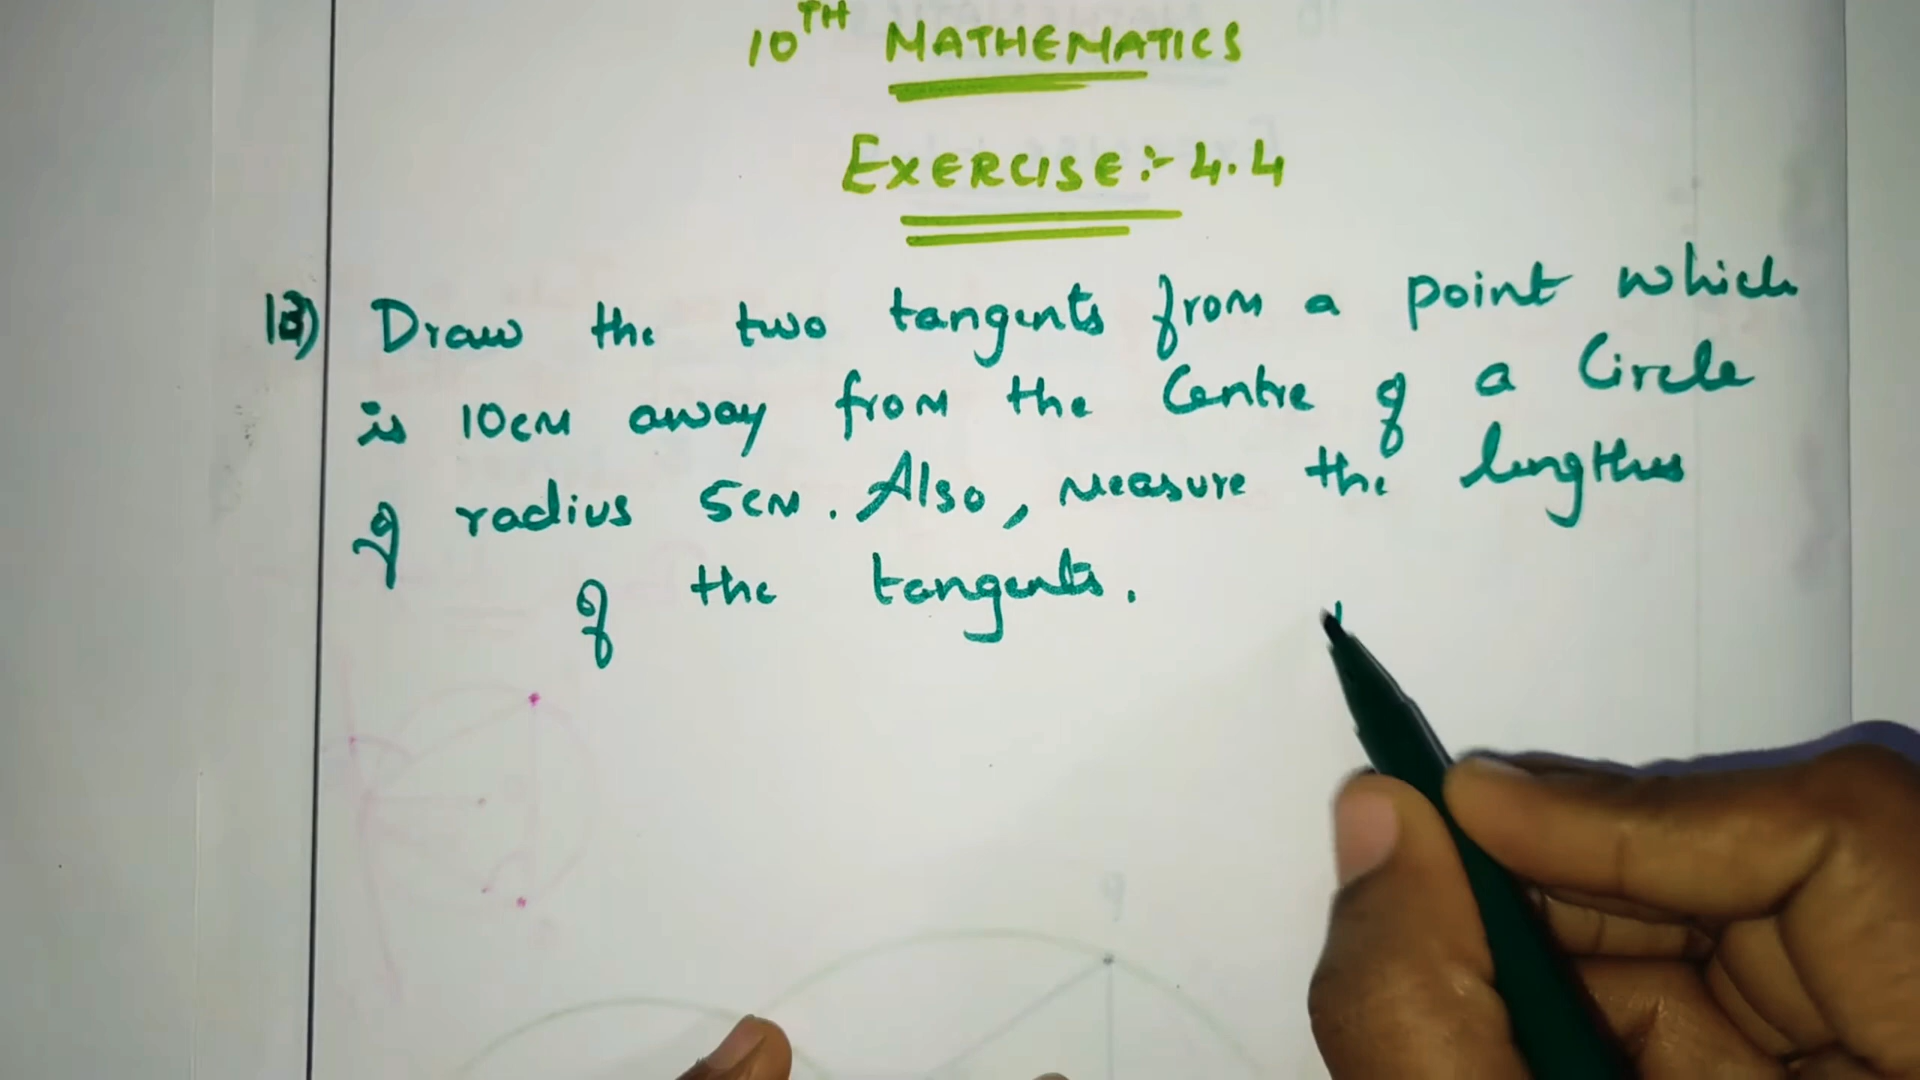 10TH MATHEMATICS
EXERCISE:- 4.4
13) Draw the two tangents from a point which
is 10cm away from the Centre of a Circle
of radius 5cm. Also, measure the lengths
of the tangents.